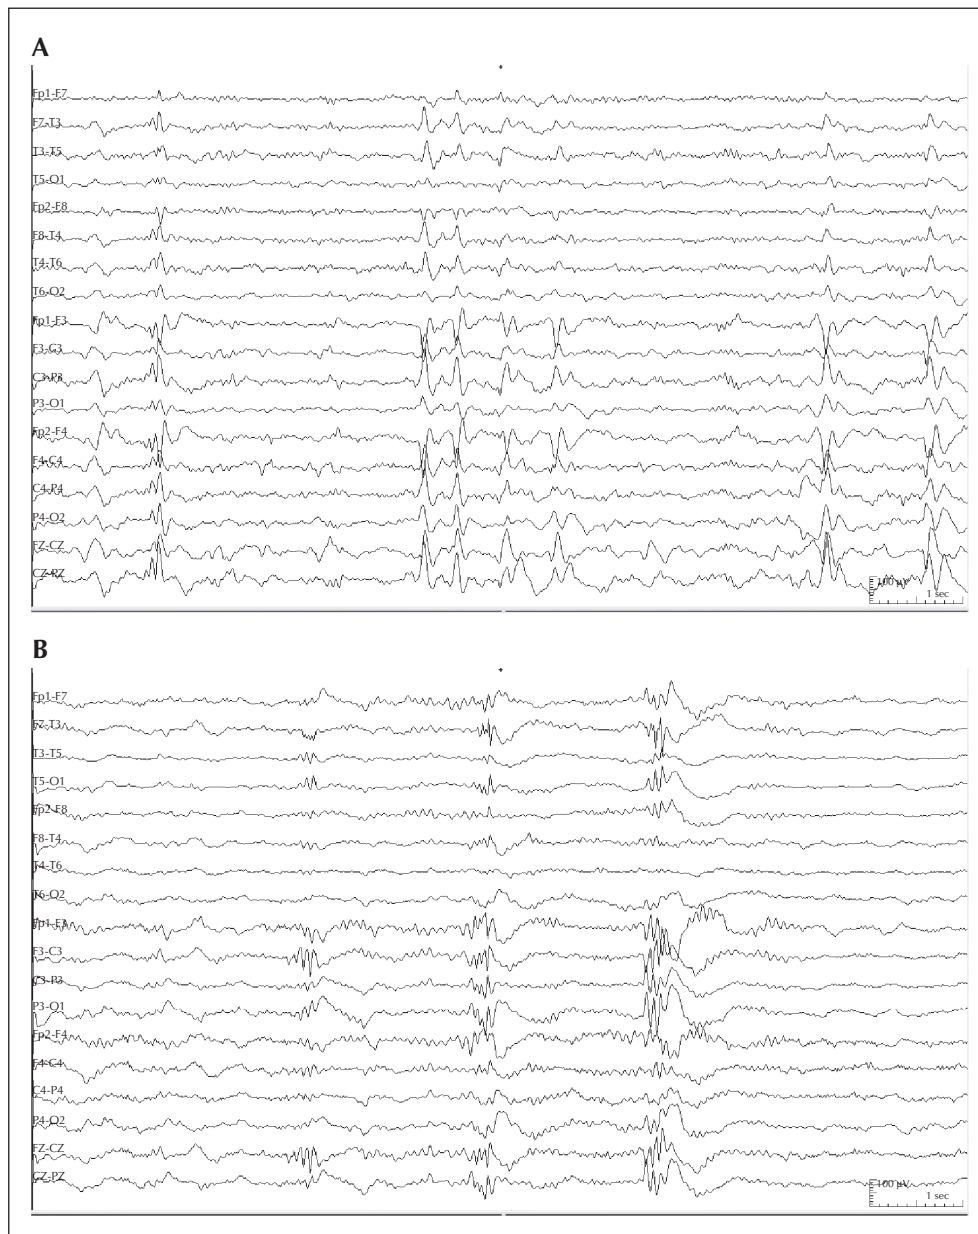 A
Fp1-F7
FZ-T3
T3-T5
T5-O1
Fp2-F8
F8-T4
T4-T6
T6-O2
Fp1-F3
F3-C3
C3-P3
P3-O1
Fp2-F4
F4-C4
C4-P4
P4-O2
FZ-CZ
CZ-PZ
100 µV
1 sec
B
Fp1-F7
FZ-T3
T3-T5
T5-O1
Fp2-F8
F8-T4
T4-T6
T6-O2
Fp1-F3
F3-C3
C3-P3
P3-O1
Fp2-F4
F4-C4
C4-P4
P4-O2
FZ-CZ
CZ-PZ
100 µV
1 sec